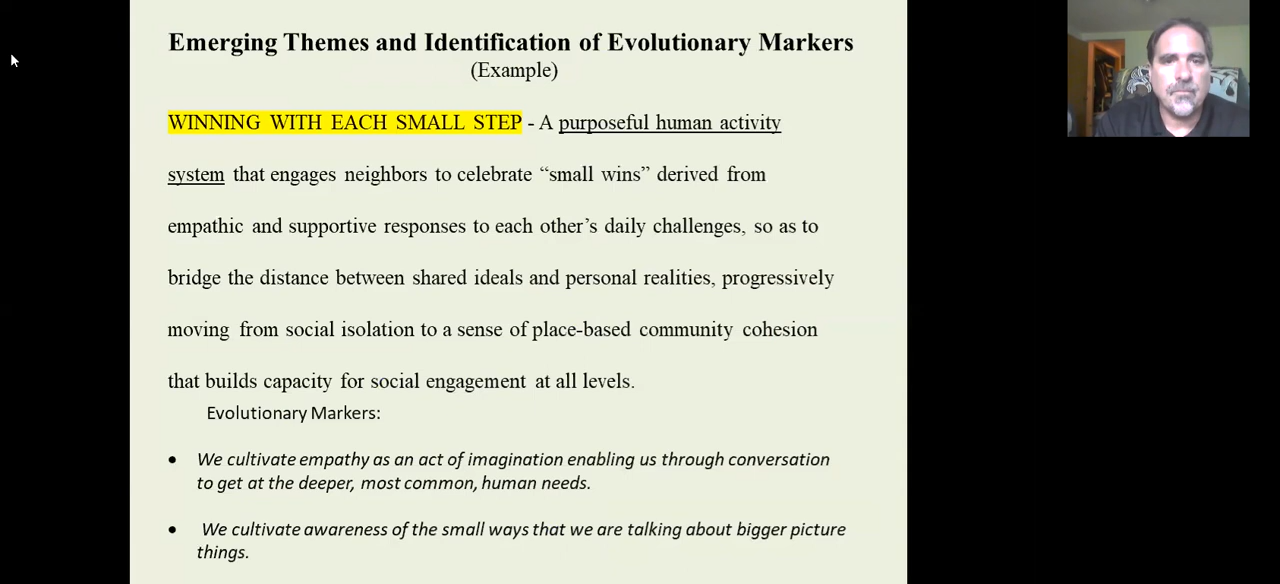 Emerging Themes and Identification of Evolutionary Markers
(Example)
WINNING WITH EACH SMALL STEP - A purposeful human activity
system that engages neighbors to celebrate “small wins” derived from
empathic and supportive responses to each other’s daily challenges, so as to
bridge the distance between shared ideals and personal realities, progressively
moving from social isolation to a sense of place-based community cohesion
that builds capacity for social engagement at all levels.
Evolutionary Markers:
• We cultivate empathy as an act of imagination enabling us through conversation
to get at the deeper, most common, human needs.
• We cultivate awareness of the small ways that we are talking about bigger picture
things.